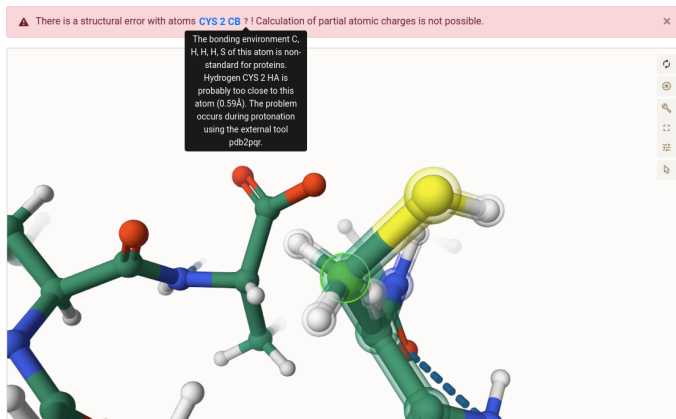 There is a structural error with atoms CYS 2 CB ? ! Calculation of partial atomic charges is not possible. ×
The bonding environment C,
H, H, H, S of this atom is non-
standard for proteins.
Hydrogen CYS 2 HA is
probably too close to this
atom (0.59Å). The problem
occurs during protonation
using the external tool
pdb2pqr.